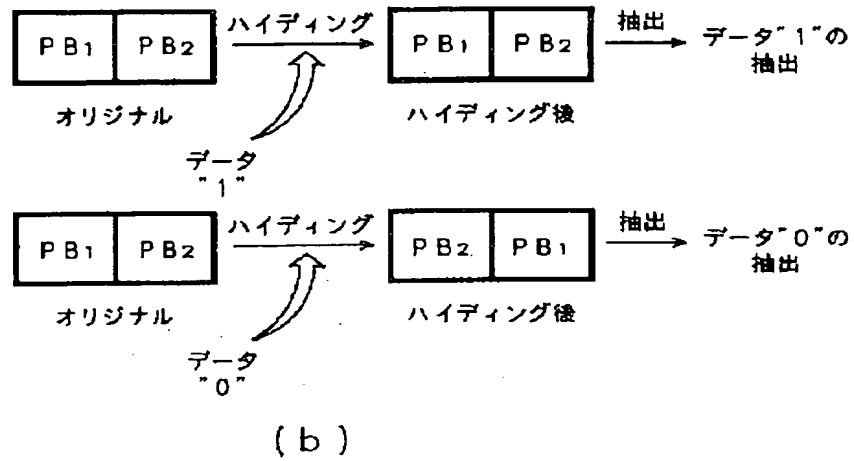 PB1 PB2 ハイディング PB1 PB2 抽出 データ"1"の
抽出
オリジナル ハイディング後
データ
"1"
PB1 PB2 ハイディング PB2 PB1 抽出 データ"0"の
抽出
オリジナル ハイディング後
データ
"0"
(b)